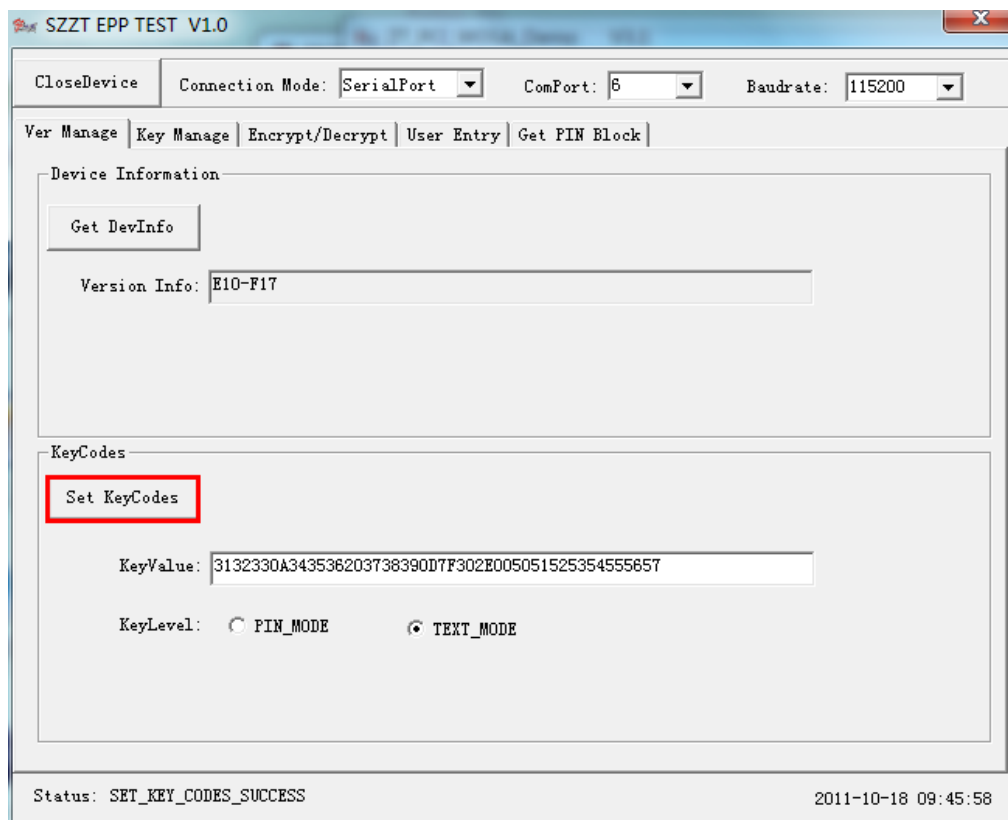 SZZT EPP TEST V1.0
CloseDevice Connection Mode: SerialPort ComPort: 6 Baudrate: 115200
Ver Manage Key Manage Encrypt/Decrypt User Entry Get PIN Block
Device Information
Get DevInfo
Version Info: E10-F17
KeyCodes
Set KeyCodes
KeyValue: 3132330A343536203738390D7F302E005051525354555657
KeyLevel: PIN_MODE TEXT_MODE
Status: SET_KEY_CODES_SUCCESS 2011-10-18 09:45:58